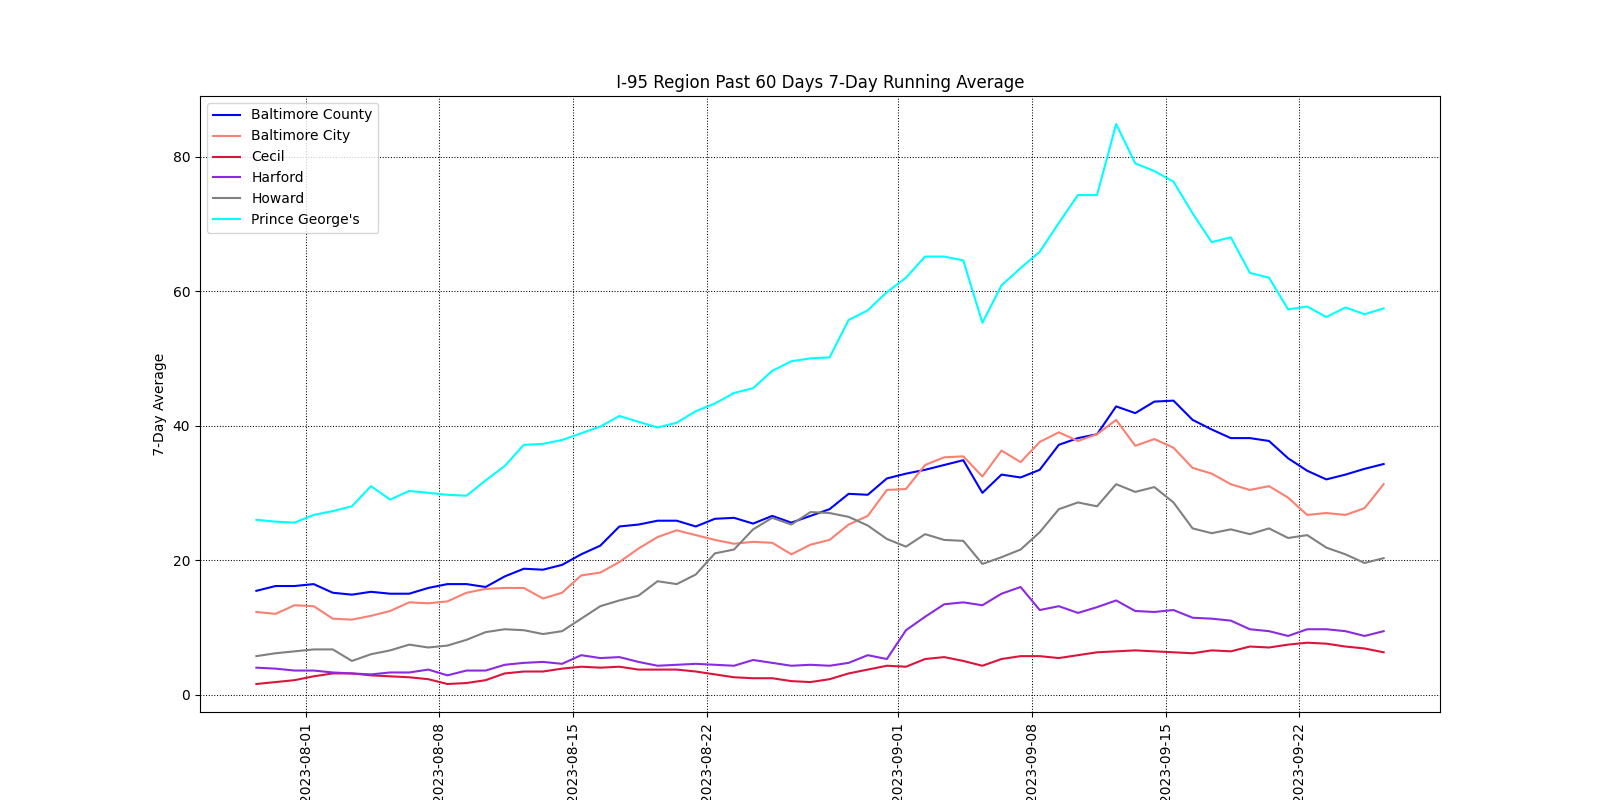 I-95 Region Past 60 Days 7-Day Running Average
Baltimore County
Baltimore City
Cecil
Harford
Howard
Prince George's
80
60
40
20
0
7-Day Average
2023-08-01
2023-08-08
2023-08-15
2023-08-22
2023-09-01
2023-09-08
2023-09-15
2023-09-22